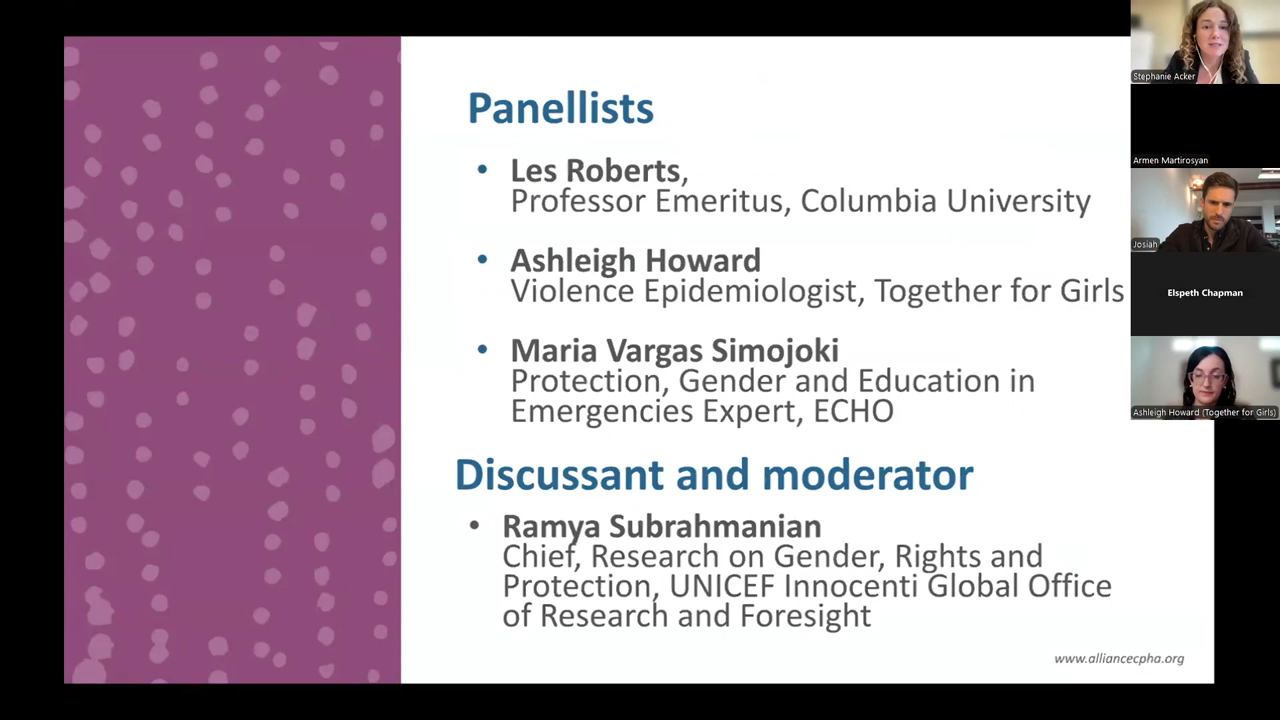 Panellists
• Les Roberts,
Professor Emeritus, Columbia University
• Ashleigh Howard
Violence Epidemiologist, Together for Girls
• Maria Vargas Simojoki
Protection, Gender and Education in
Emergencies Expert, ECHO
Discussant and moderator
• Ramya Subrahmanian
Chief, Research on Gender, Rights and
Protection, UNICEF Innocenti Global Office
of Research and Foresight
www.alliancecpha.org
Stephanie Acker
Armen Martirosyan
Josiah
Elspeth Chapman
Ashleigh Howard (Together for Girls)